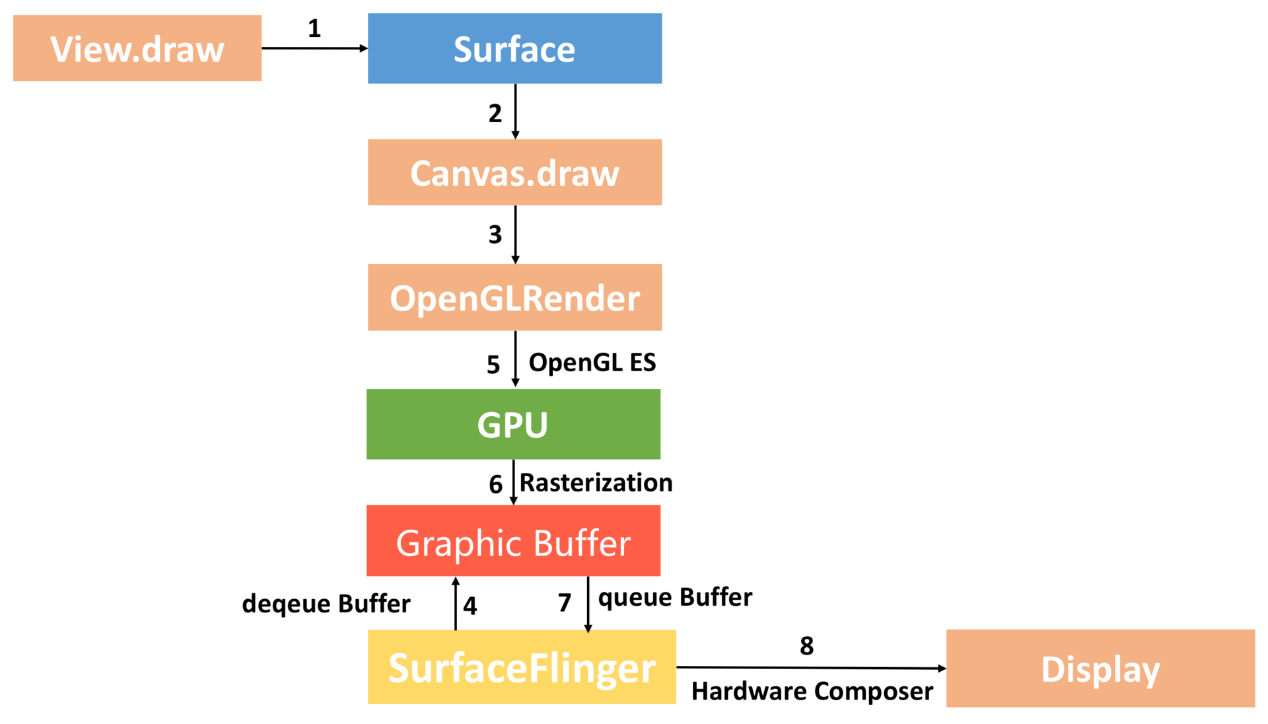 View.draw
1
Surface
2
Canvas.draw
3
OpenGLRender
5
OpenGL ES
GPU
6
Rasterization
Graphic Buffer
deqeue Buffer
4
7
queue Buffer
SurfaceFlinger
8
Hardware Composer
Display